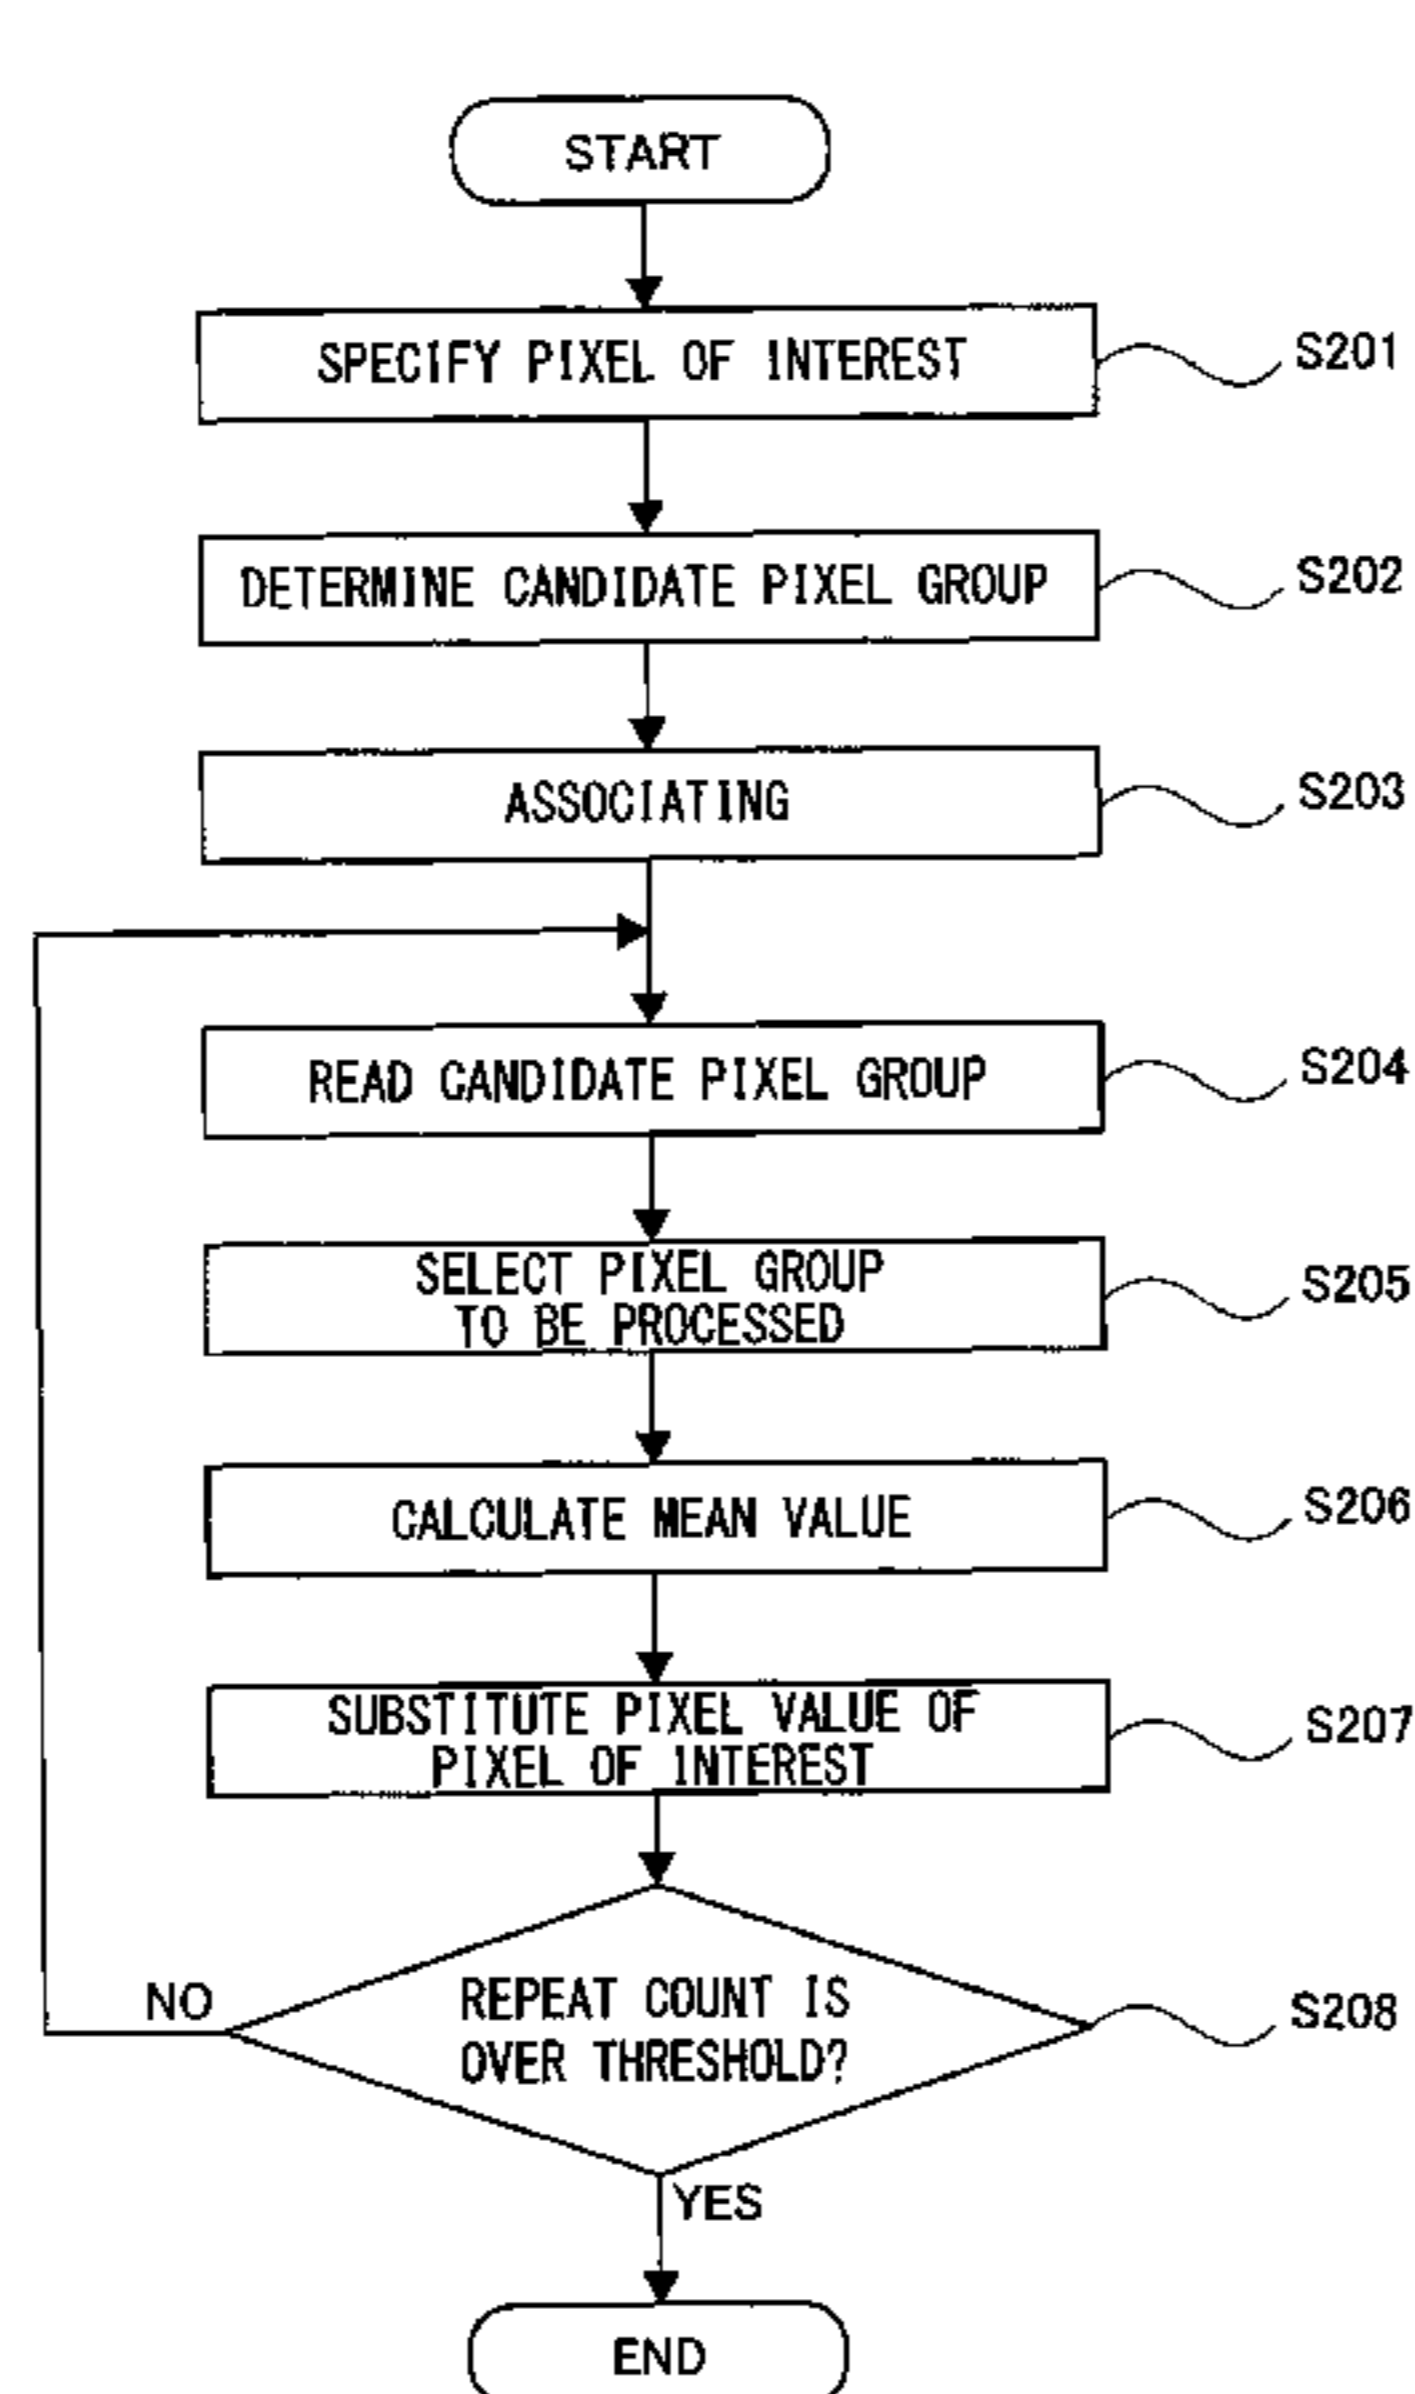 START
SPECIFY PIXEL OF INTEREST
S201
DETERMINE CANDIDATE PIXEL GROUP
S202
ASSOCIATING
S203
READ CANDIDATE PIXEL GROUP
S204
SELECT PIXEL GROUP
TO BE PROCESSED
S205
CALCULATE MEAN VALUE
S206
SUBSTITUTE PIXEL VALUE OF
PIXEL OF INTEREST
S207
NO
REPEAT COUNT IS
OVER THRESHOLD?
S208
YES
END